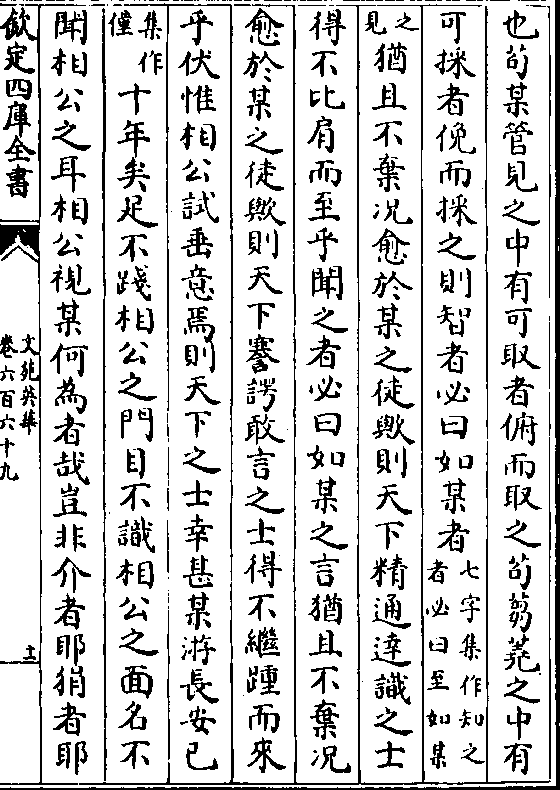 也茍某管見之中有可取者俯而取之茍蒭蕘之中有
可採者俛而採之則智者必曰如某者七字集作知之者必曰至如某
之見猶且不棄况愈於某之徒歟則天下精通達識之士
得不比肩而至乎聞之者必曰如某之言猶且不棄况
愈於某之徒歟則天下謇諤敢言之士得不繼踵而來
乎伏惟相公試垂意焉則天下之士幸甚某游長安已
集作僅十年矣足不踐相公之門目不識相公之面名不
聞相公之耳相公視某何為者哉豈非介者耶狷者耶
欽定四庫全書
文苑英華
卷六百六十九
十二